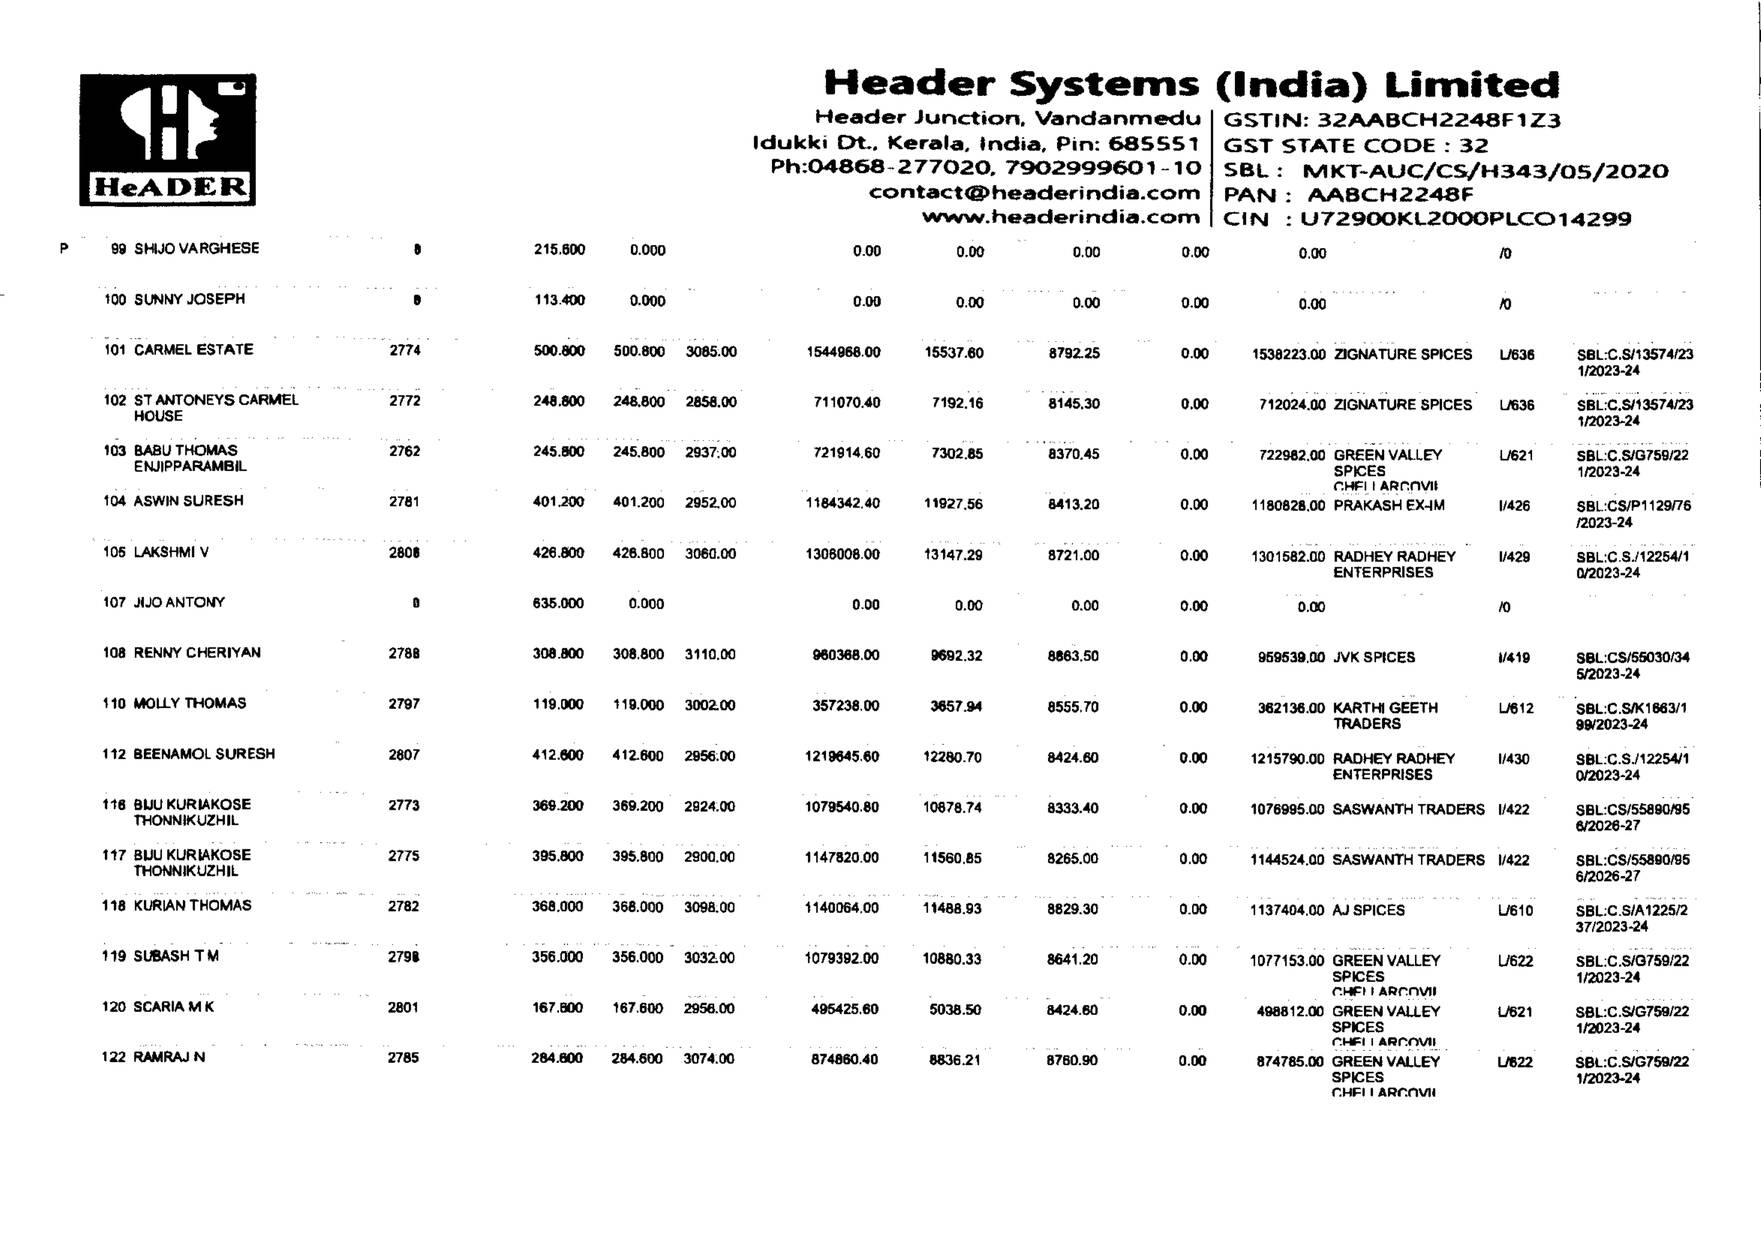 HeADER
Header Systems (India) Limited
Header Junction, Vandanmedu
Idukki Dt., Kerala, India, Pin: 685551
Ph:04868-277020, 7902999601-10
contact@headerindia.com
www.headerindia.com
GSTIN: 32AABCH2248F1Z3
GST STATE CODE : 32
SBL : MKT-AUC/CS/H343/05/2020
PAN : AABCH2248F
CIN : U72900KL2000PLCO14299
P 99 SHIJO VARGHESE 0 215.600 0.000 0.00 0.00 0.00 0.00 0.00 /0
100 SUNNY JOSEPH 0 113.400 0.000 0.00 0.00 0.00 0.00 0.00 /0
101 CARMEL ESTATE 2774 500.800 500.800 3085.00 1544968.00 15537.60 8792.25 0.00 1538223.00 ZIGNATURE SPICES L/636 SBL:C.S/13574/23
1/2023-24
102 ST ANTONEYS CARMEL 2772 248.800 248.800 2858.00 711070.40 7192.16 8145.30 0.00 712024.00 ZIGNATURE SPICES L/636 SBL:C.S/13574/23
HOUSE 1/2023-24
103 BABU THOMAS 2762 245.800 245.800 2937.00 721914.60 7302.85 8370.45 0.00 722982.00 GREEN VALLEY L/621 SBL:C.S/G759/22
ENJIPPARAMBIL SPICES 1/2023-24
104 ASWIN SURESH 2781 401.200 401.200 2952.00 1184342.40 11927.56 8413.20 0.00 1180828.00 PRAKASH EX-IM I/426 SBL:CS/P1129/76
/2023-24
105 LAKSHMI V 2808 426.800 426.800 3060.00 1306008.00 13147.29 8721.00 0.00 1301582.00 RADHEY RADHEY I/429 SBL:C.S./12254/1
ENTERPRISES 0/2023-24
107 JIJO ANTONY 0 635.000 0.000 0.00 0.00 0.00 0.00 0.00 /0
108 RENNY CHERIYAN 2788 308.800 308.800 3110.00 960368.00 9692.32 8863.50 0.00 959539.00 JVK SPICES I/419 SBL:CS/55030/34
5/2023-24
110 MOLLY THOMAS 2797 119.000 119.000 3002.00 357238.00 3657.94 8555.70 0.00 362136.00 KARTHI GEETH L/612 SBL:C.S/K1663/1
TRADERS 99/2023-24
112 BEENAMOL SURESH 2807 412.600 412.600 2956.00 1219645.60 12280.70 8424.60 0.00 1215790.00 RADHEY RADHEY I/430 SBL:C.S./12254/1
ENTERPRISES 0/2023-24
116 BIJU KURIAKOSE 2773 369.200 369.200 2924.00 1079540.80 10878.74 8333.40 0.00 1076995.00 SASWANTH TRADERS I/422 SBL:CS/55890/95
THONNIKUZHIL 6/2026-27
117 BIJU KURIAKOSE 2775 395.800 395.800 2900.00 1147820.00 11560.85 8265.00 0.00 1144524.00 SASWANTH TRADERS I/422 SBL:CS/55890/95
THONNIKUZHIL 6/2026-27
118 KURIAN THOMAS 2782 368.000 368.000 3098.00 1140064.00 11488.93 8829.30 0.00 1137404.00 AJ SPICES L/610 SBL:C.S/A1225/2
37/2023-24
119 SUBASH T M 2798 356.000 356.000 3032.00 1079392.00 10880.33 8641.20 0.00 1077153.00 GREEN VALLEY L/622 SBL:C.S/G759/22
SPICES 1/2023-24
120 SCARIA M K 2801 167.600 167.600 2956.00 495425.60 5038.50 8424.60 0.00 498812.00 GREEN VALLEY L/621 SBL:C.S/G759/22
SPICES 1/2023-24
122 RAMRAJ N 2785 284.600 284.600 3074.00 874860.40 8836.21 8760.90 0.00 874785.00 GREEN VALLEY L/622 SBL:C.S/G759/22
SPICES 1/2023-24